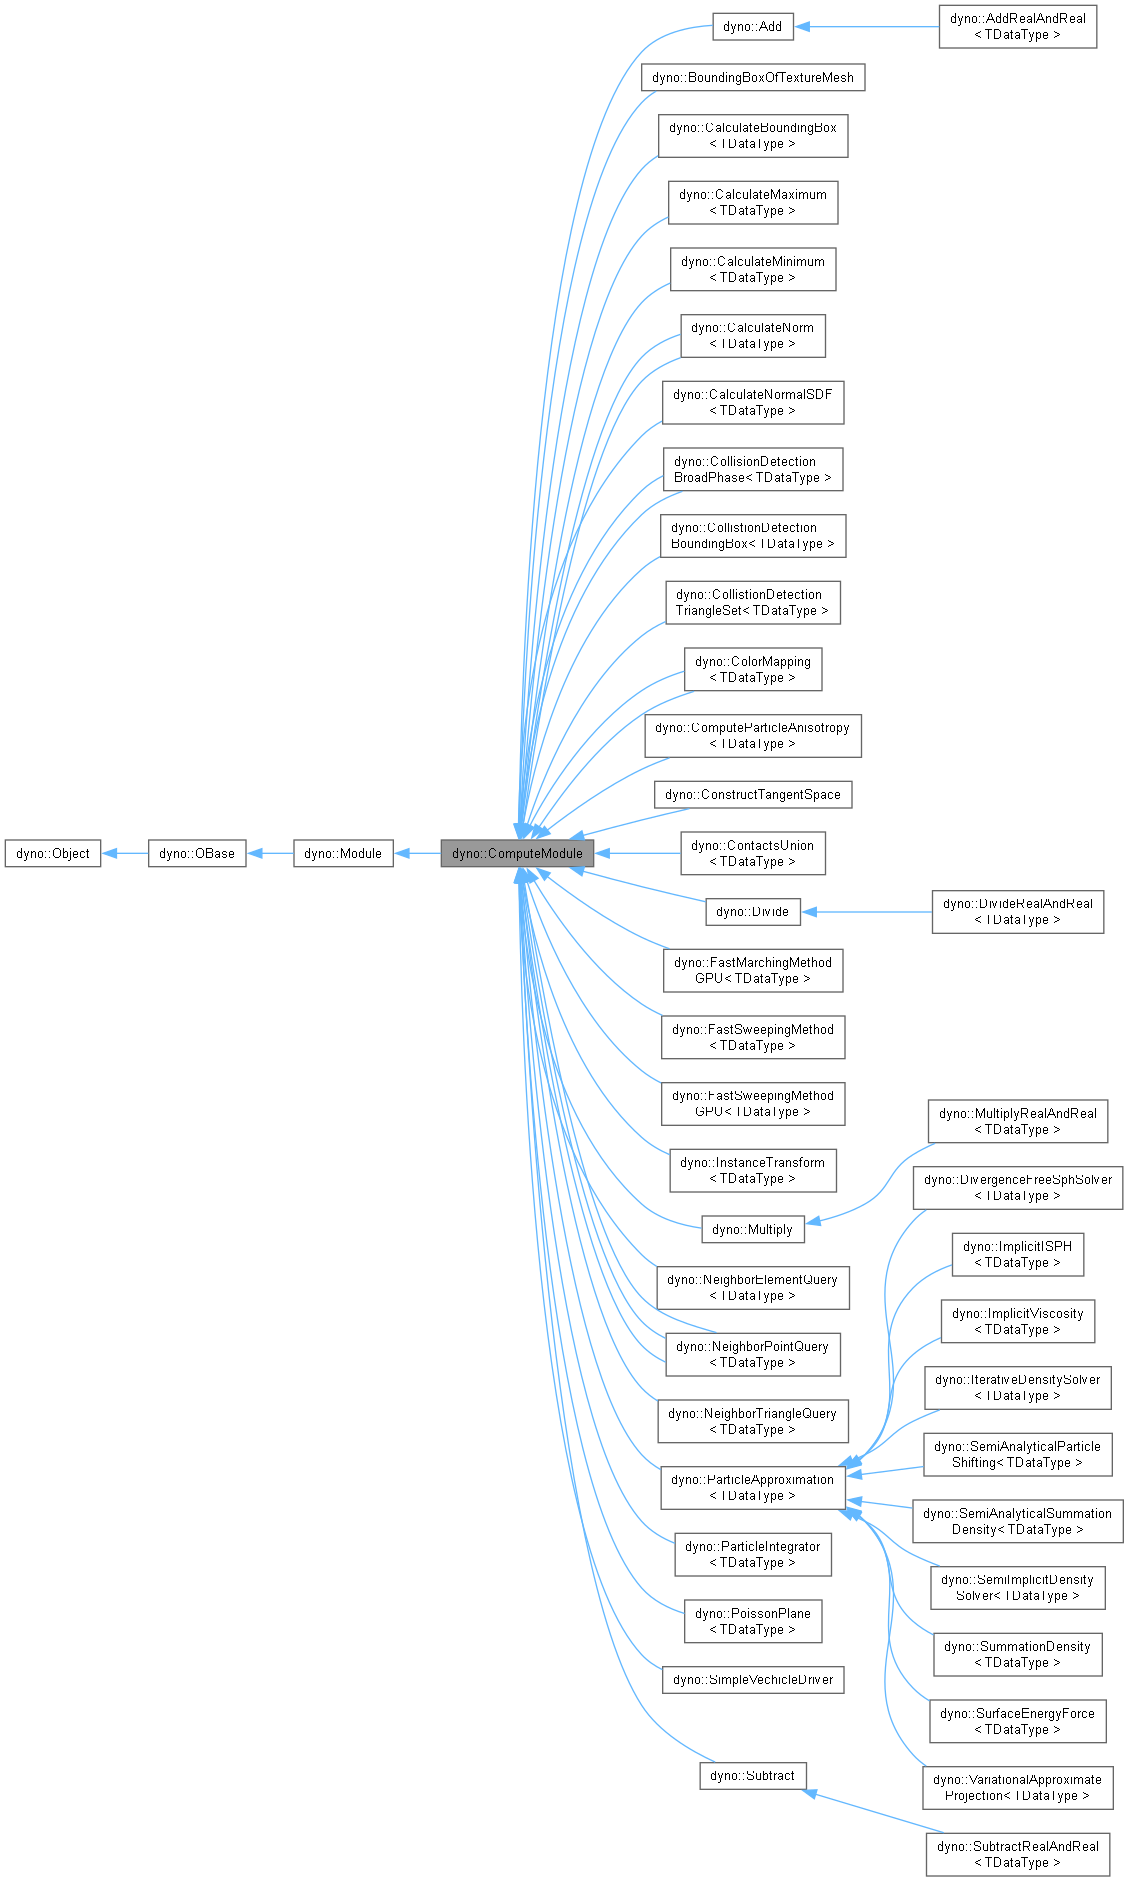 dyno::Object
dyno::OBase
dyno::Module
dyno::ComputeModule
dyno::Add
dyno::AddRealAndReal
< TDataType >
dyno::BoundingBoxOfTextureMesh
dyno::CalculateBoundingBox
< TDataType >
dyno::CalculateMaximum
< TDataType >
dyno::CalculateMinimum
< TDataType >
dyno::CalculateNorm
< TDataType >
dyno::CalculateNormalSDF
< TDataType >
dyno::CollisionDetection
BroadPhase< TDataType >
dyno::CollistionDetection
BoundingBox< TDataType >
dyno::CollistionDetection
TriangleSet< TDataType >
dyno::ColorMapping
< TDataType >
dyno::ComputeParticleAnisotropy
< TDataType >
dyno::ConstructTangentSpace
dyno::ContactsUnion
< TDataType >
dyno::Divide
dyno::DivideRealAndReal
< TDataType >
dyno::FastMarchingMethod
GPU< TDataType >
dyno::FastSweepingMethod
< TDataType >
dyno::FastSweepingMethod
GPU< TDataType >
dyno::InstanceTransform
< TDataType >
dyno::Multiply
dyno::MultiplyRealAndReal
< TDataType >
dyno::NeighborElementQuery
< TDataType >
dyno::NeighborPointQuery
< TDataType >
dyno::NeighborTriangleQuery
< TDataType >
dyno::ParticleApproximation
< TDataType >
dyno::DivergenceFreeSphSolver
< TDataType >
dyno::ImplicitISPH
< TDataType >
dyno::ImplicitViscosity
< TDataType >
dyno::IterativeDensitySolver
< TDataType >
dyno::SemiAnalyticalParticle
Shifting< TDataType >
dyno::SemiAnalyticalSummation
Density< TDataType >
dyno::SemiImplicitDensity
Solver< TDataType >
dyno::SummationDensity
< TDataType >
dyno::SurfaceEnergyForce
< TDataType >
dyno::VariationalApproximate
Projection< TDataType >
dyno::ParticleIntegrator
< TDataType >
dyno::PoissonPlane
< TDataType >
dyno::SimpleVechicleDriver
dyno::Subtract
dyno::SubtractRealAndReal
< TDataType >